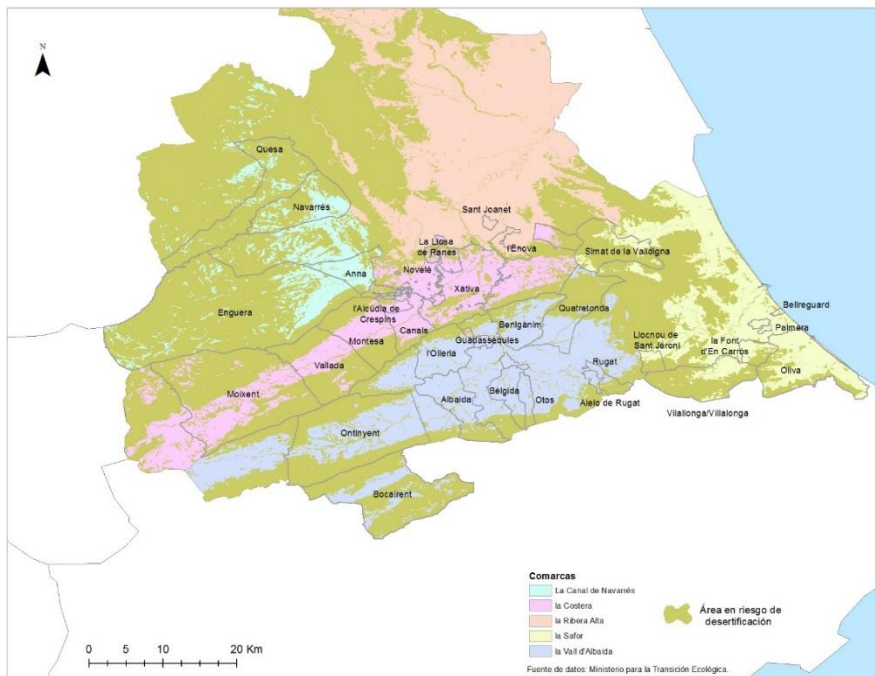 N
Quesa
Navarrés
Sant Joanet
La Llosa
de Ranes
l'Ènova
Simat de la Valldigna
Anna
Novelé
Xàtiva
Enguera
l'Alcúdia de
Crespins
Canals
Quatretonda
Bellreguard
Palmera
Benigànim
Montesa
Guadasséquies
Llocnou de
Sant Jeroni
la Font
d'En Carròs
l'Olleria
Vallada
Rugat
Oliva
Moixent
Bèlgida
Albaida
Otos
Aielo de Rugat
Vilallonga/Villalonga
Ontinyent
Bocairent
Comarcas
La Canal de Navarrés
la Costera
la Ribera Alta
la Safor
la Vall d'Albaida
Área en riesgo de
desertificación
0 5 10 20 Km
Fuente de datos: Ministerio para la Transición Ecológica.